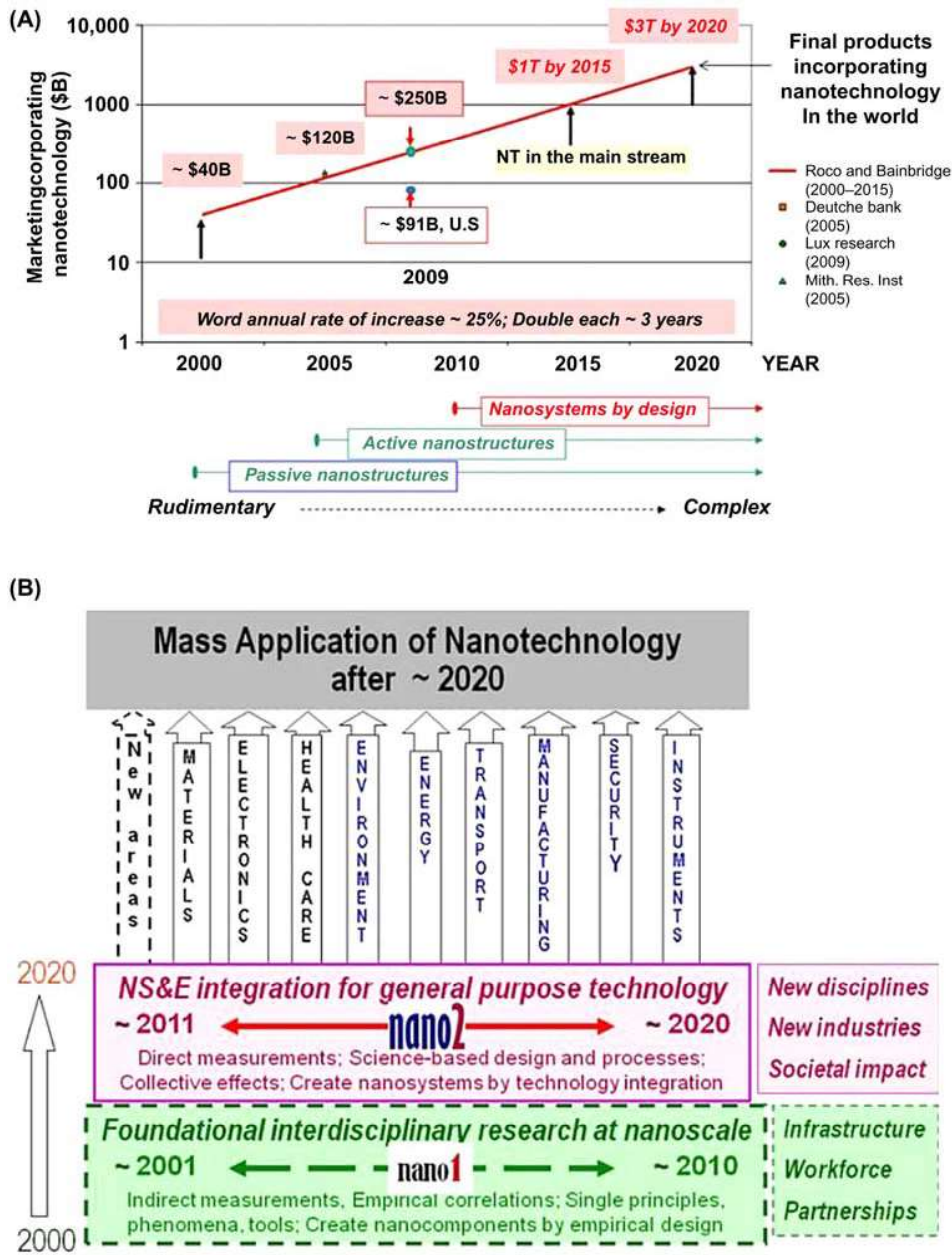 (A)
10,000
1000
100
10
1
Marketingcorporating
nanotechnology ($B)
$3T by 2020
$1T by 2015
~ $250B
~ $120B
~ $40B
NT in the main stream
~ $91B, U.S
2009
Word annual rate of increase ~ 25%; Double each ~ 3 years
2000 2005 2010 2015 2020 YEAR
Final products
incorporating
nanotechnology
In the world
Roco and Bainbridge
(2000–2015)
Deutche bank
(2005)
Lux research
(2009)
Mith. Res. Inst
(2005)
Nanosystems by design
Active nanostructures
Passive nanostructures
Rudimentary Complex
(B)
Mass Application of Nanotechnology
after ~ 2020
New areas
MATERIALS
ELECTRONICS
HEALTH CARE
ENVIRONMENT
ENERGY
TRANSPORT
MANUFACTURING
SECURITY
INSTRUMENTS
2020
NS&E integration for general purpose technology
~ 2011 nano2 ~ 2020
Direct measurements; Science-based design and processes;
Collective effects; Create nanosystems by technology integration
New disciplines
New industries
Societal impact
Foundational interdisciplinary research at nanoscale
~ 2001 nano1 ~ 2010
Indirect measurements, Empirical correlations; Single principles,
phenomena, tools; Create nanocomponents by empirical design
Infrastructure
Workforce
Partnerships
2000